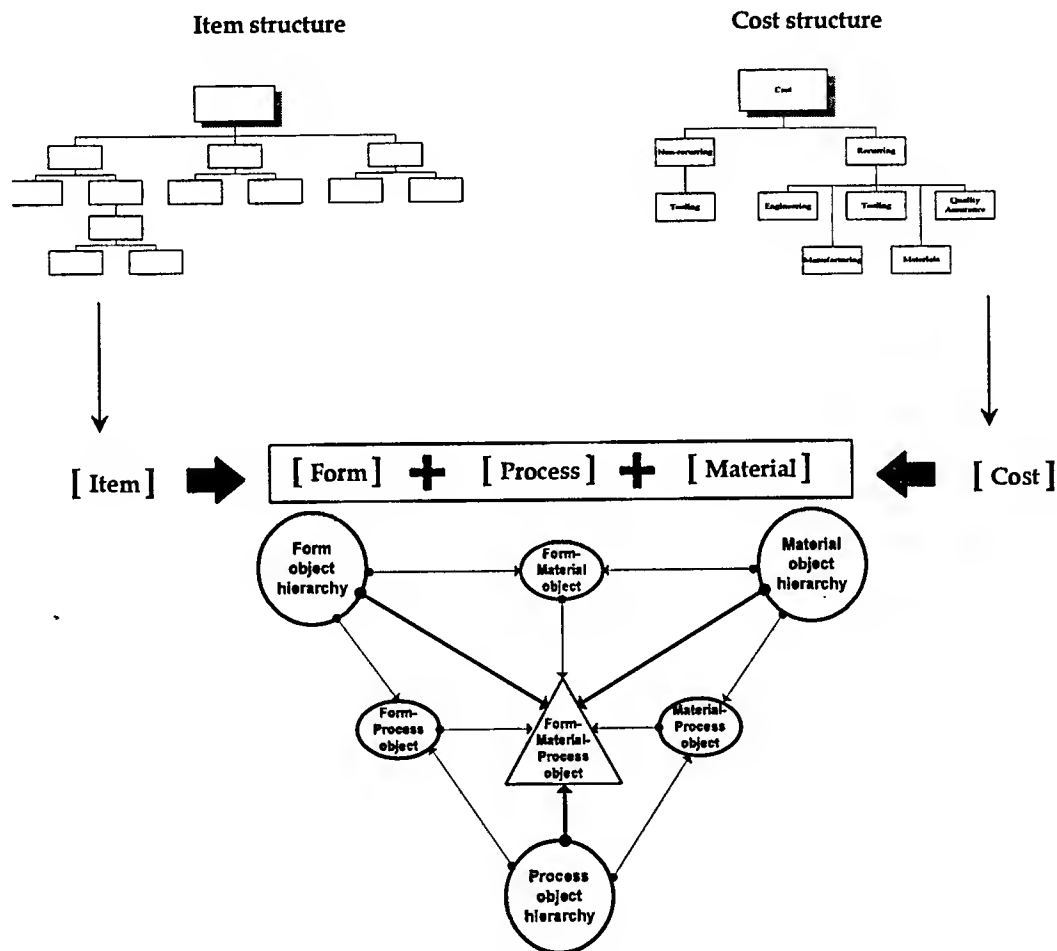 Item structure
Cost structure
Cost
Non-recurring
Recurring
Tooling
Engineering
Tooling
Quality
Assurance
Manufacturing
Materials
[ Item ]
[ Form ] + [ Process ] + [ Material ]
[ Cost ]
Form
object
hierarchy
Form-
Material
object
Material
object
hierarchy
Form-
Process
object
Form-
Material-
Process
object
Material-
Process
object
Process
object
hierarchy